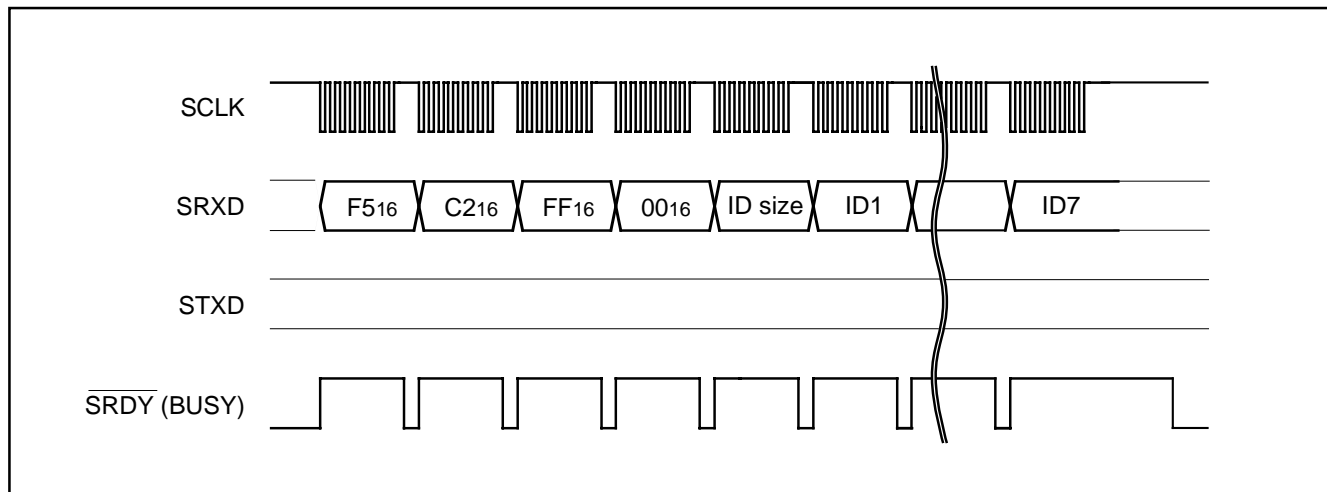 SCLK
SRXD F516 C216 FF16 0016 ID size ID1 ID7
STXD
SRDY (BUSY)